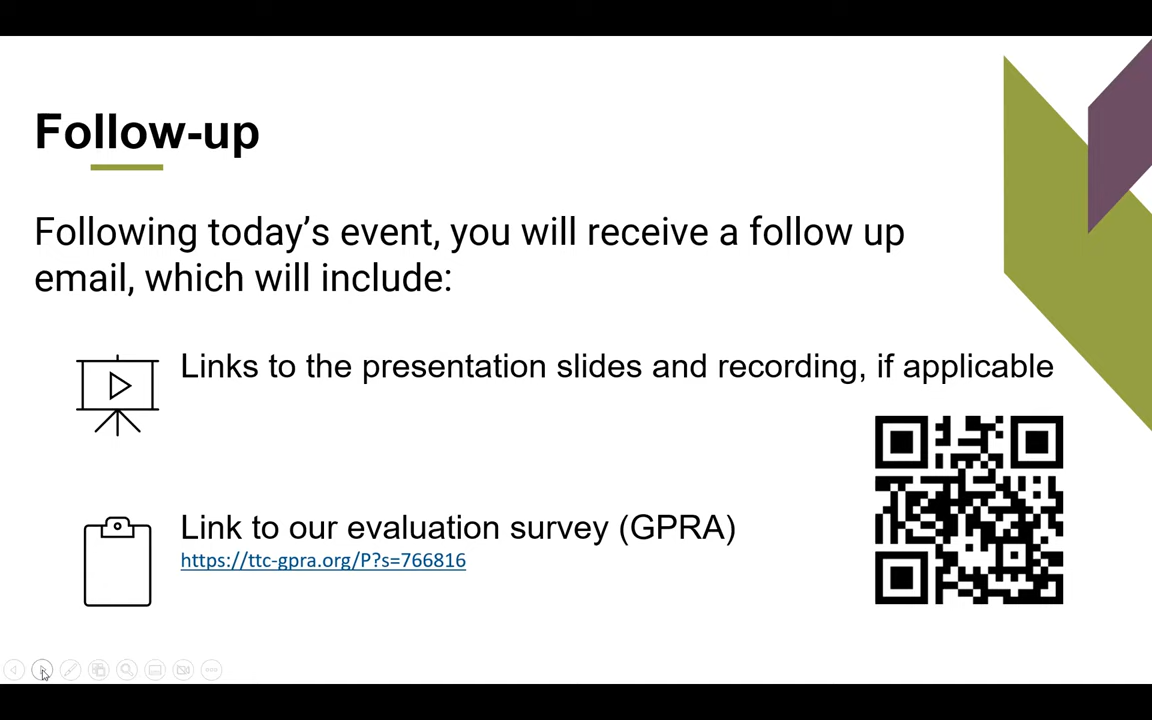 Follow-up
Following today’s event, you will receive a follow up
email, which will include:
Links to the presentation slides and recording, if applicable
Link to our evaluation survey (GPRA)
https://ttc-gpra.org/P?s=766816